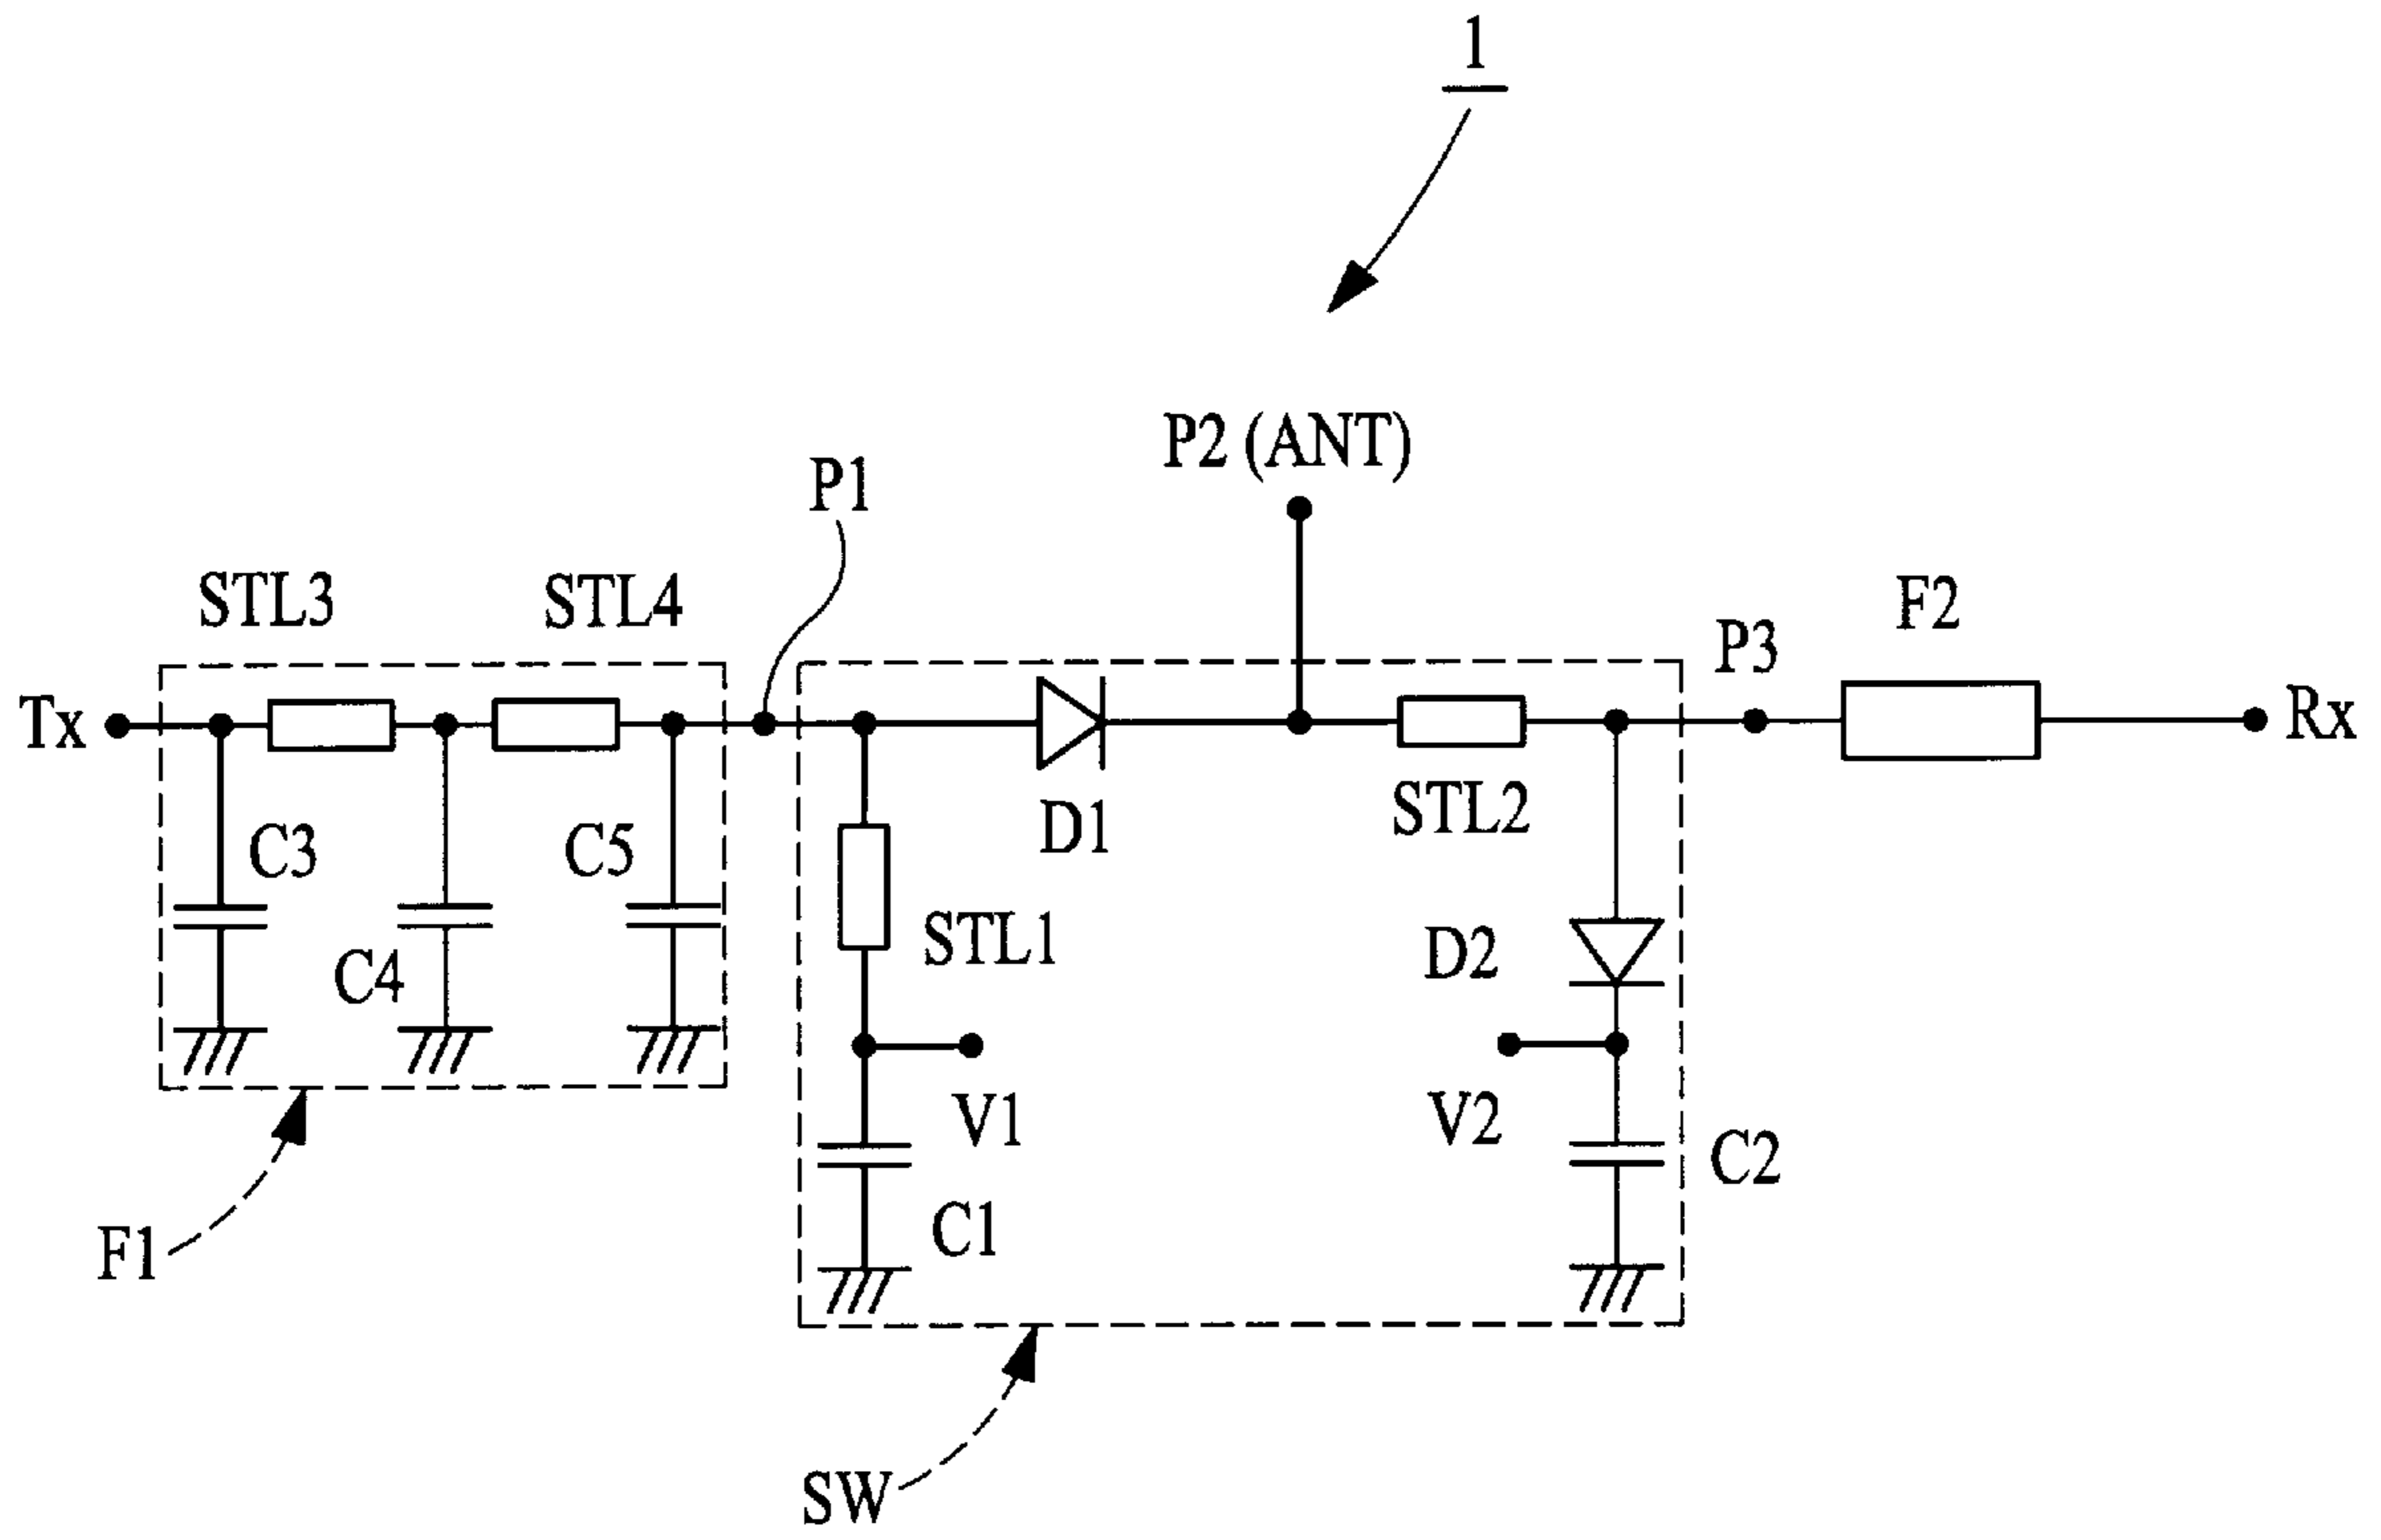 1
P2 (ANT)
P1
STL3
STL4
F2
P3
Tx
Rx
STL2
D1
C3
C5
STL1
D2
C4
V1
V2
C2
C1
F1
SW